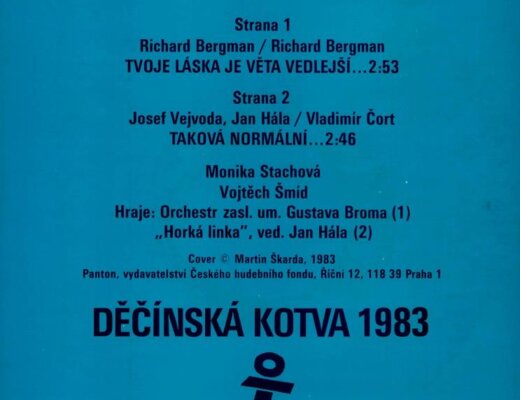 Strana 1
Richard Bergman / Richard Bergman
TVOJE LÁSKA JE VĚTA VEDLEJŠÍ...2:53
Strana 2
Josef Vejvoda, Jan Hála / Vladimír Čort
TAKOVÁ NORMÁLNÍ...2:46
Monika Stachová
Vojtěch Šmíd
Hraje: Orchestr zasl. um. Gustava Broma (1)
„Horká linka", ved. Jan Hála (2)
Cover © Martin Škarda, 1983
Panton, vydavatelství Českého hudebního fondu, Říční 12, 118 39 Praha 1
DĚČÍNSKÁ KOTVA 1983